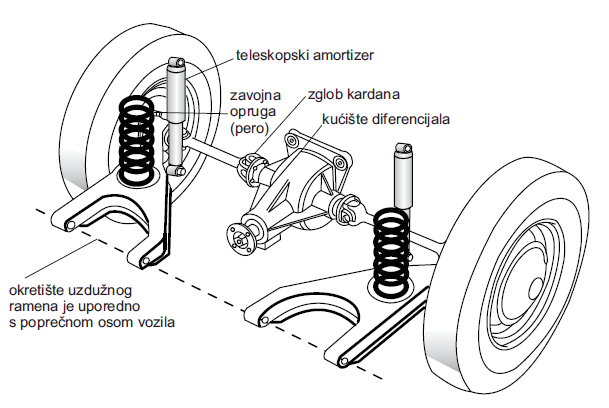 teleskopski amortizer
zavojna
opruga
(pero)
zglob kardana
kućište diferencijala
okretište uzdužnog
ramena je uporedno
s poprečnom osom vozila